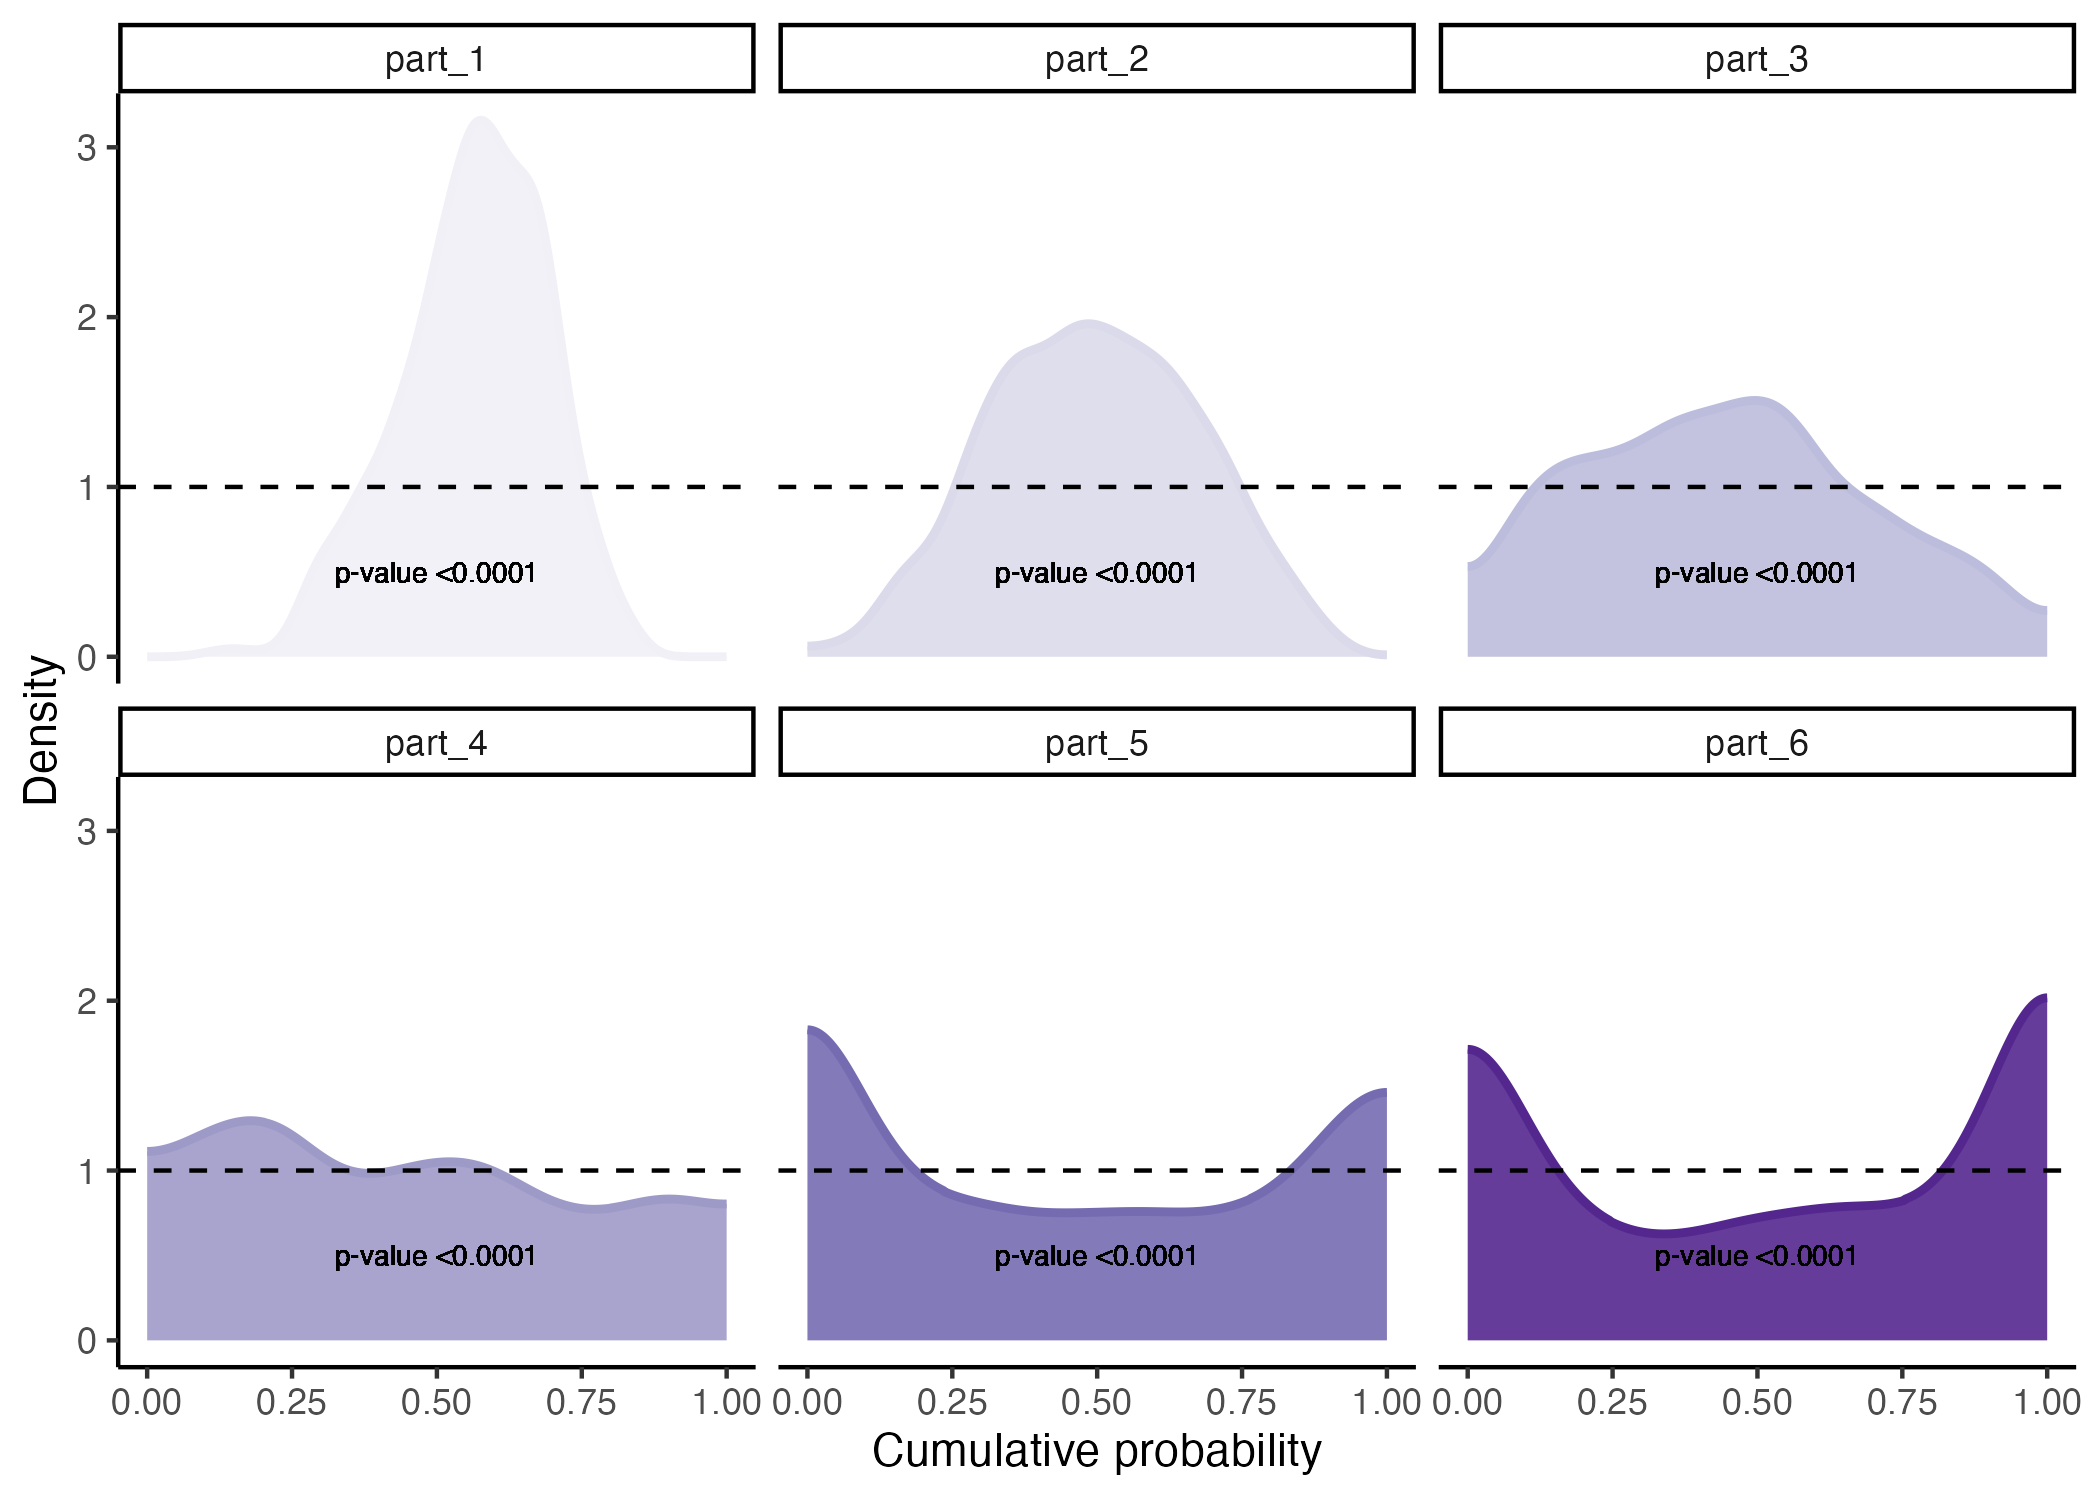 part_1 part_2 part_3
3
2
1
0
p-value <0.0001 p-value <0.0001 p-value <0.0001
Density
part_4 part_5 part_6
3
2
1
0
p-value <0.0001 p-value <0.0001 p-value <0.0001
0.00 0.25 0.50 0.75 1.00 0.00 0.25 0.50 0.75 1.00 0.00 0.25 0.50 0.75 1.00
Cumulative probability